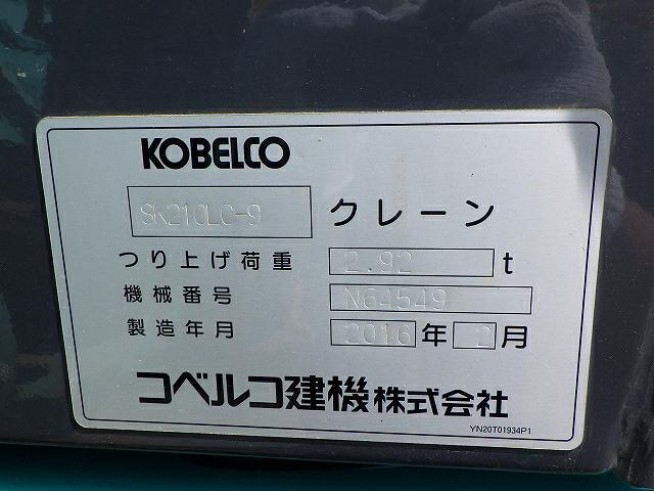 KOBELCO
SK210LC-9 クレーン
つり上げ荷重 2.92 t
機械番号 N64549
製造年月 2016 年 2 月
コベルコ建機株式会社
YN20T01934P1